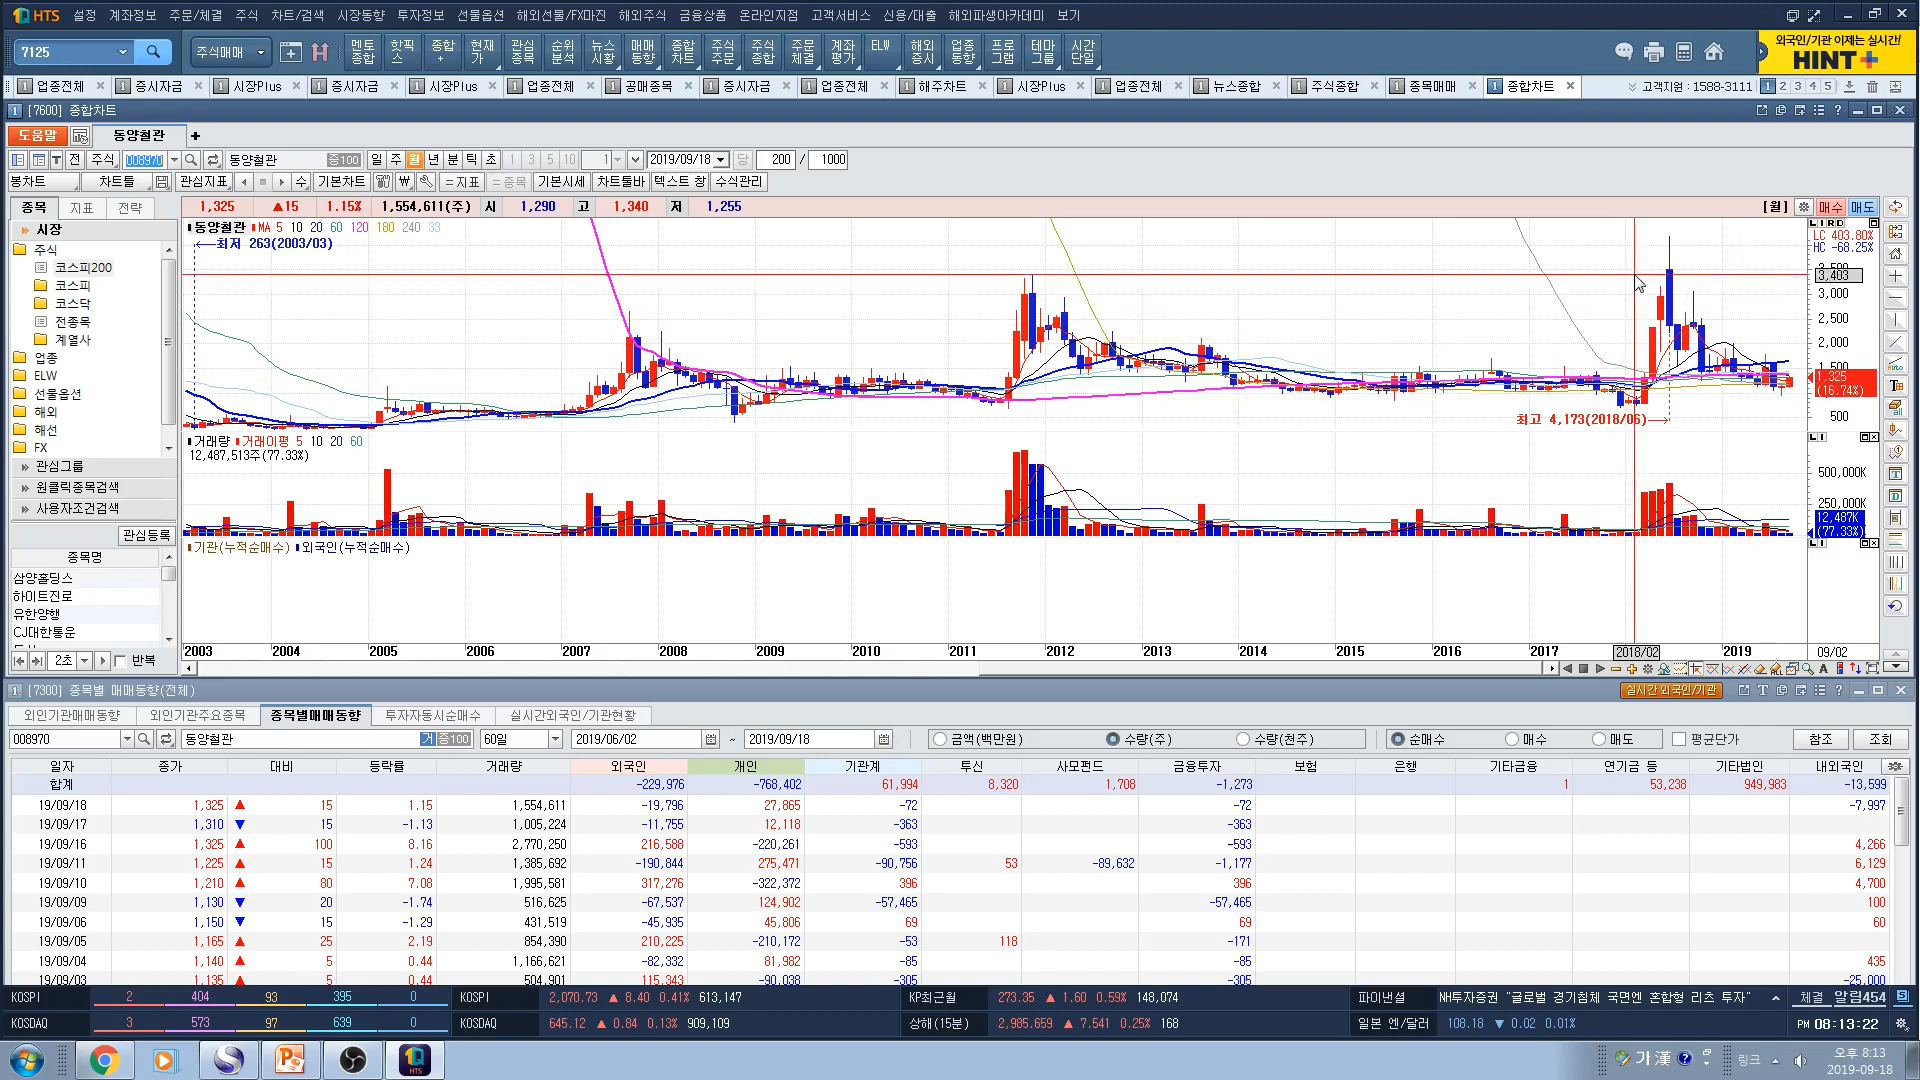 HTS 설정 계좌정보 주문/체결 주식 차트/검색 시장동향 투자정보 선물옵션 해외선물/FX마진 해외주식 금융상품 온라인지점 고객서비스 신용/대출 해외파생아카데미 보기
7125 주식매매 멘토종합 핫픽스 종합+ 현재가 관심종목 순위분석 뉴스시황 매매동향 종합차트 주식주문 주식종합 주문체결 계좌평가 ELW 해외증시 업종동향 프로그램 테마그룹 시간단일
외국인/기관 이제는 실시간!
HINT+
1 업종전체 1 증시자금 1 시장Plus 1 증시자금 1 시장Plus 1 업종전체 1 공매종목 1 증시자금 1 업종전체 1 해주차트 1 시장Plus 1 업종전체 1 뉴스종합 1 주식종합 1 종목매매 1 종합차트 고객지원 : 1588-3111 1 2 3 4 5
1 [7600] 종합차트
도움말 동양철관 +
T 전 주식 008970 동양철관 증100 일 주 월 년 분 틱 초 1 3 5 10 1 2019/09/18 당 200 / 1000
봉차트 차트틀 관심지표 수 기본차트 ₩ =지표 =종목 기본시세 차트툴바 텍스트 창 수식관리
종목 지표 전략
1,325 ▲15 1.15% 1,554,611(주) 시 1,290 고 1,340 저 1,255 [월] 매수 매도
시장
주식
코스피200
코스피
코스닥
전종목
계열사
업종
ELW
선물옵션
해외
해선
FX
관심그룹
원클릭종목검색
사용자조건검색
관심등록
종목명
삼양홀딩스
하이트진로
유한양행
CJ대한통운
2초 반복
동양철관 MA 5 10 20 60 120 180 240 33
←최저 263(2003/03)
최고 4,173(2018/06)→
LC 403.80%
HC -68.25%
3,403
3,000
2,500
2,000
1,325
(16.74%)
500
거래량 거래이평 5 10 20 60
12,487,513주(77.33%)
500,000K
250,000K
12,487K
(77.33%)
기관(누적순매수) 외국인(누적순매수)
2003 2004 2005 2006 2007 2008 2009 2010 2011 2012 2013 2014 2015 2016 2017 2018/02 2019 09/02
1 [7300] 종목별 매매동향(전체) 실시간 외국인/기관
외인기관매매동향 외인기관주요종목 종목별매매동향 투자자동시순매수 실시간외국인/기관현황
008970 동양철관 거 증100 60일 2019/06/02 ~ 2019/09/18 금액(백만원) 수량(주) 수량(천주) 순매수 매수 매도 평균단가 참조 조회
일자 종가 대비 등락률 거래량 외국인 개인 기관계 투신 사모펀드 금융투자 보험 은행 기타금융 연기금 등 기타법인 내외국인
합계 -229,976 -768,402 61,994 8,320 1,708 -1,273 1 53,238 949,983 -13,599
19/09/18 1,325 ▲ 15 1.15 1,554,611 -19,796 27,865 -72 -72 -7,997
19/09/17 1,310 ▼ 15 -1.13 1,005,224 -11,755 12,118 -363 -363
19/09/16 1,325 ▲ 100 8.16 2,770,250 216,588 -220,261 -593 -593 4,266
19/09/11 1,225 ▲ 15 1.24 1,385,692 -190,844 275,471 -90,756 53 -89,632 -1,177 6,129
19/09/10 1,210 ▲ 80 7.08 1,995,581 317,276 -322,372 396 396 4,700
19/09/09 1,130 ▼ 20 -1.74 516,625 -67,537 124,902 -57,465 -57,465 100
19/09/06 1,150 ▼ 15 -1.29 431,519 -45,935 45,806 69 69 60
19/09/05 1,165 ▲ 25 2.19 854,390 210,225 -210,172 -53 118 -171
19/09/04 1,140 ▲ 5 0.44 1,166,621 -82,332 81,982 -85 -85 435
19/09/03 1,135 ▲ 5 0.44 504,901 115,343 -90,038 -305 -305 -25,000
KOSPI 2 404 93 395 0 KOSPI 2,070.73 ▲ 8.40 0.41% 613,147 KP최근월 273.35 ▲ 1.60 0.59% 148,074 파이낸셜 NH투자증권 "글로벌 경기침체 국면엔 혼합형 리츠 투자" 체결 알림454
KOSDAQ 3 573 97 639 0 KOSDAQ 645.12 ▲ 0.84 0.13% 909,109 상해(15분) 2,985.659 ▲ 7.541 0.25% 168 일본 엔/달러 108.18 ▼ 0.02 0.01% PM 08:13:22
HTS 가 漢 링크 오후 8:13
2019-09-18